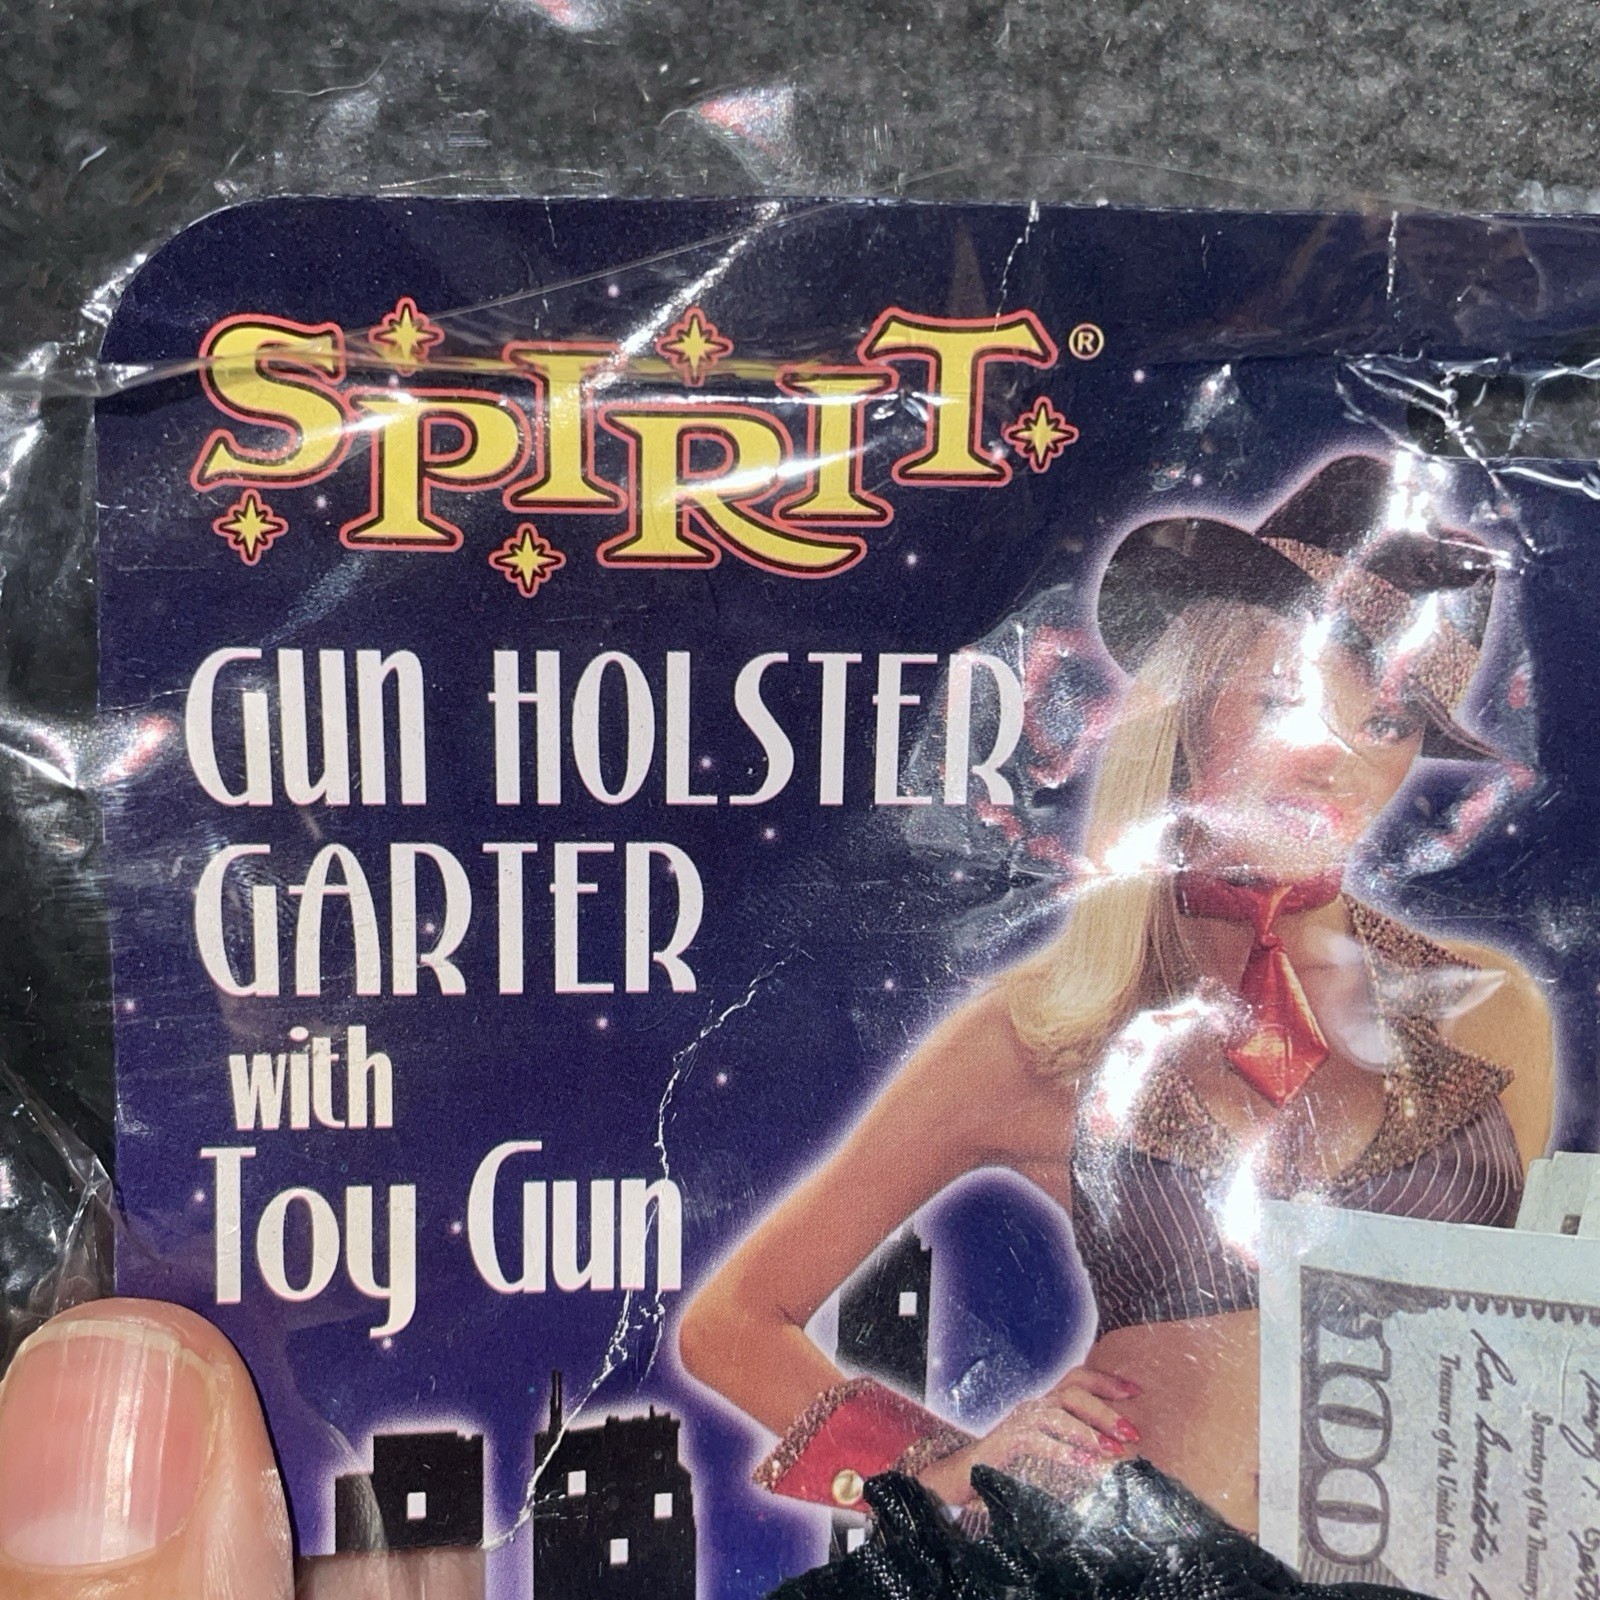 SPIRIT®
GUN HOLSTER
GARTER
with
Toy Gun
100
Treasurer of the United States.
Secretary of the Treasury.